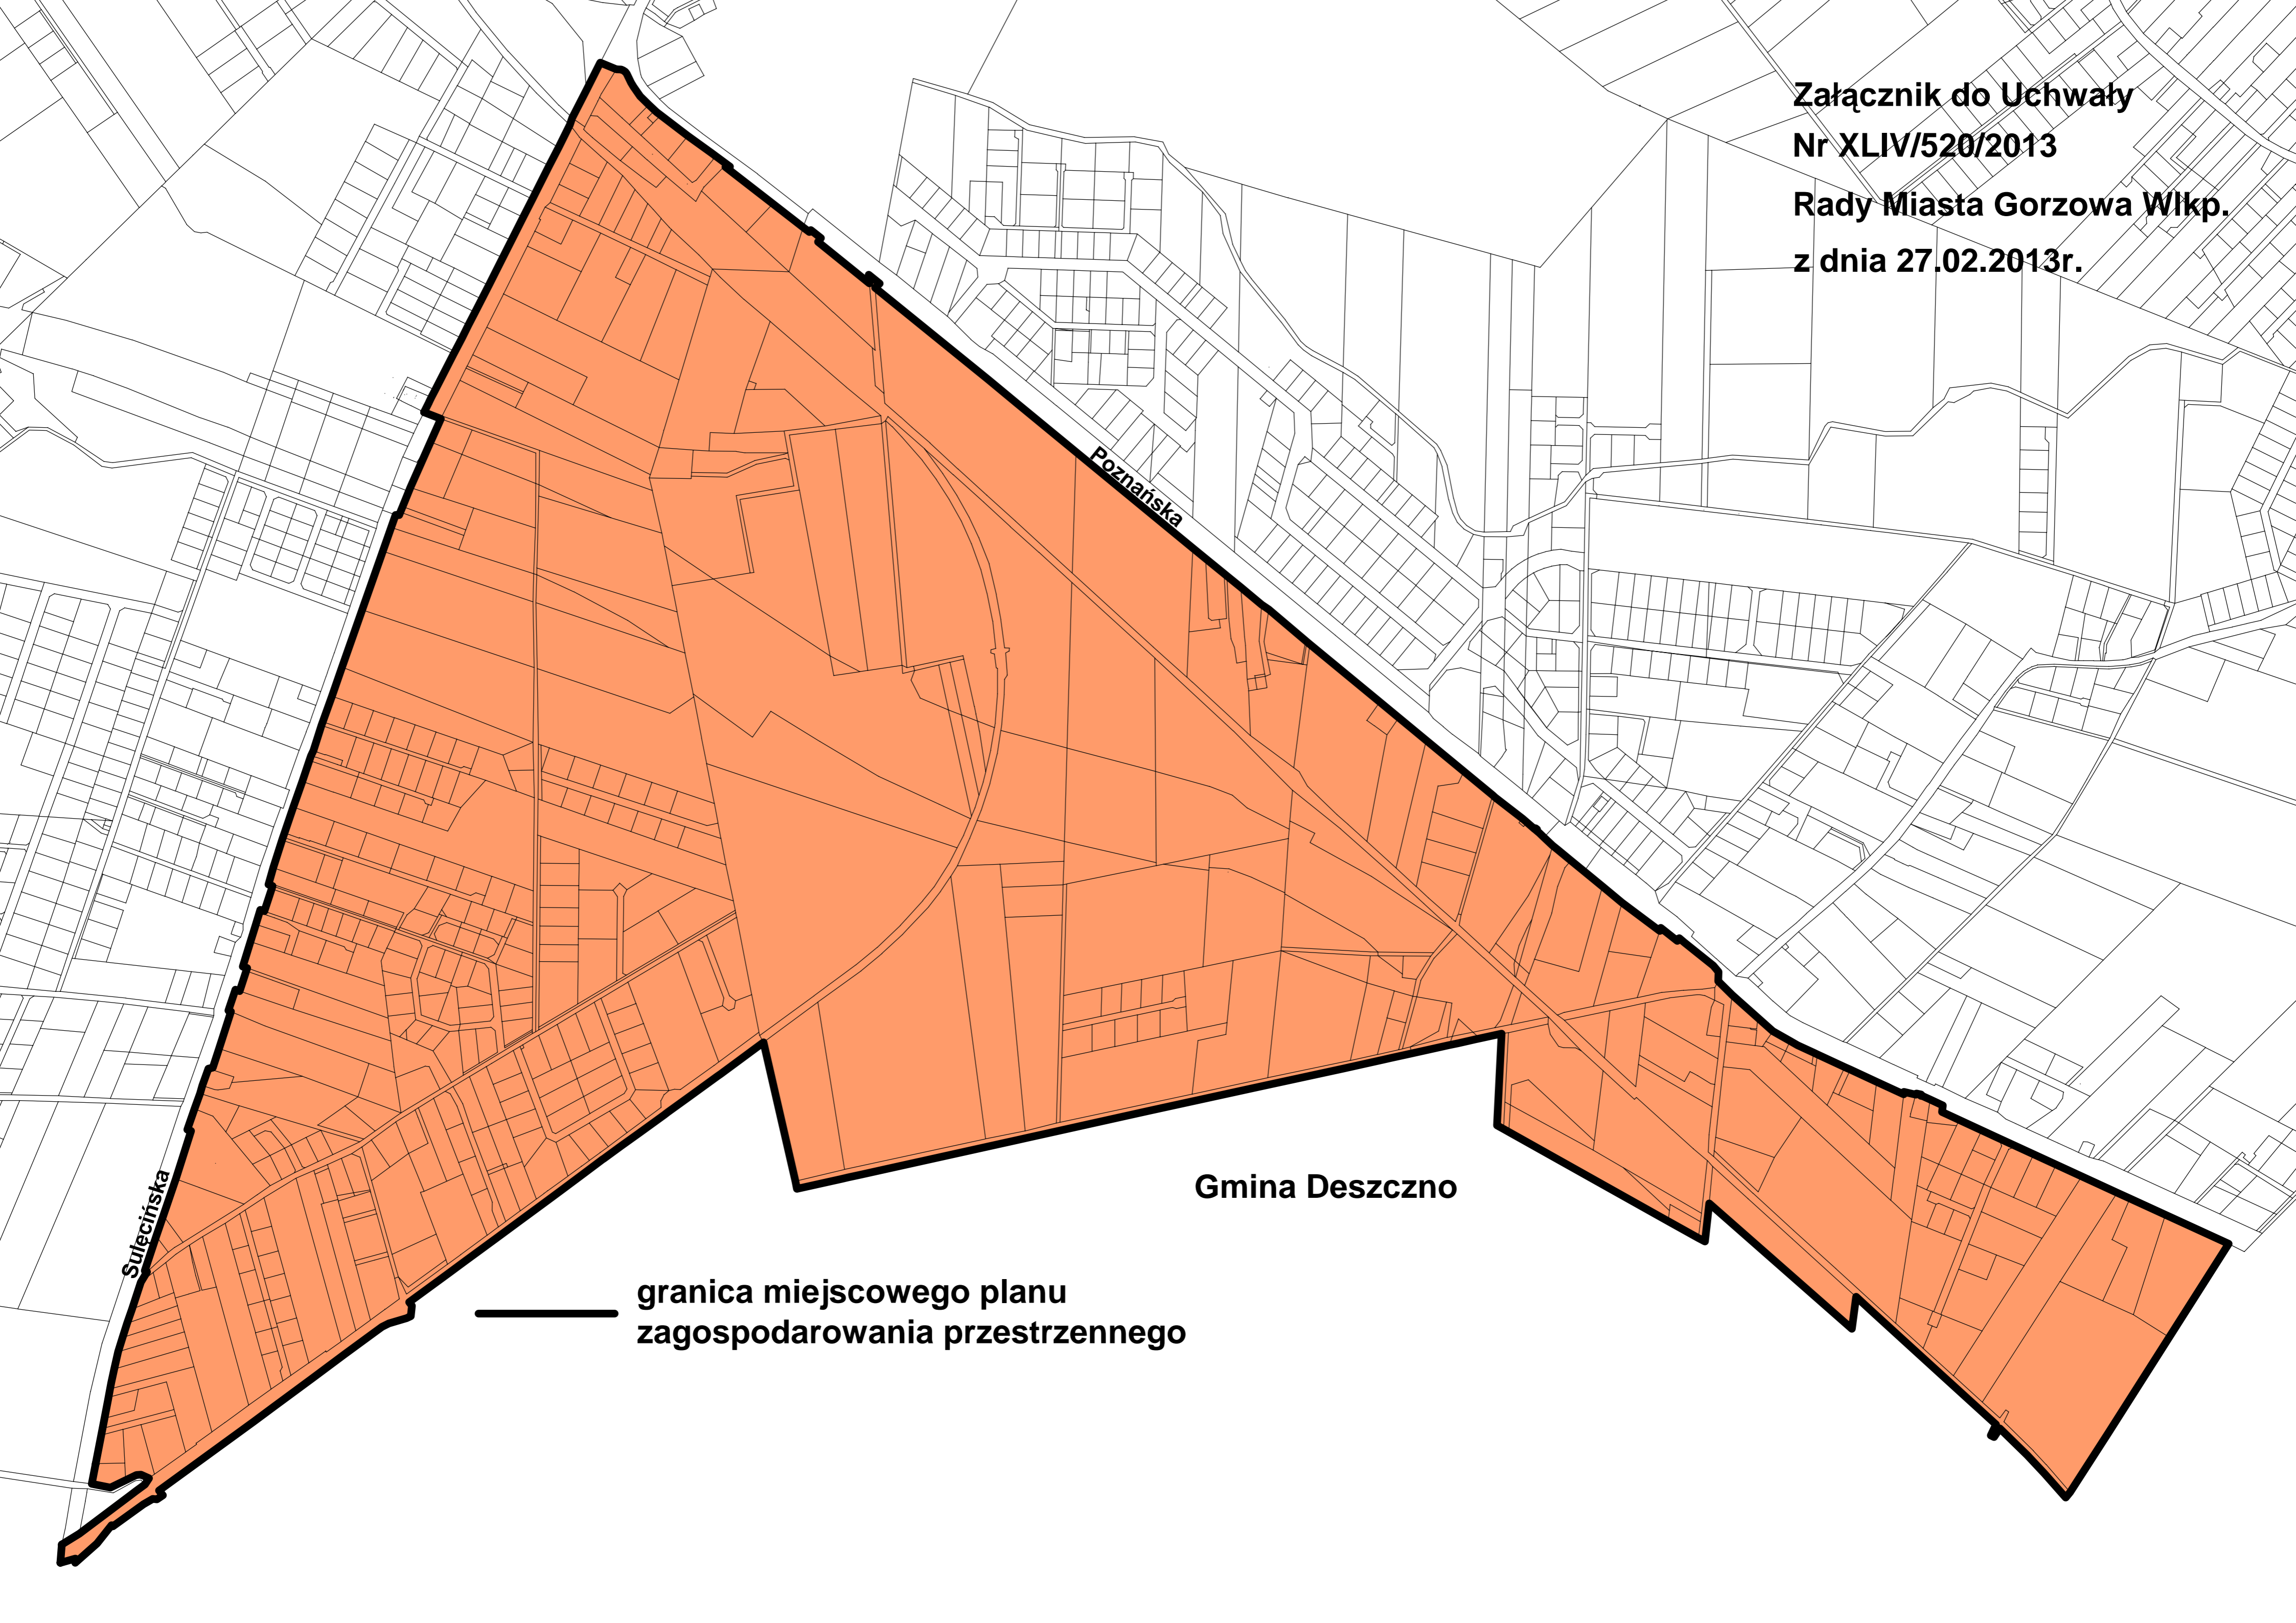 Załącznik do Uchwały
Nr XLIV/520/2013
Rady Miasta Gorzowa Wlkp.
z dnia 27.02.2013r.
Poznańska
Sulęcińska
Gmina Deszczno
granica miejscowego planu
zagospodarowania przestrzennego